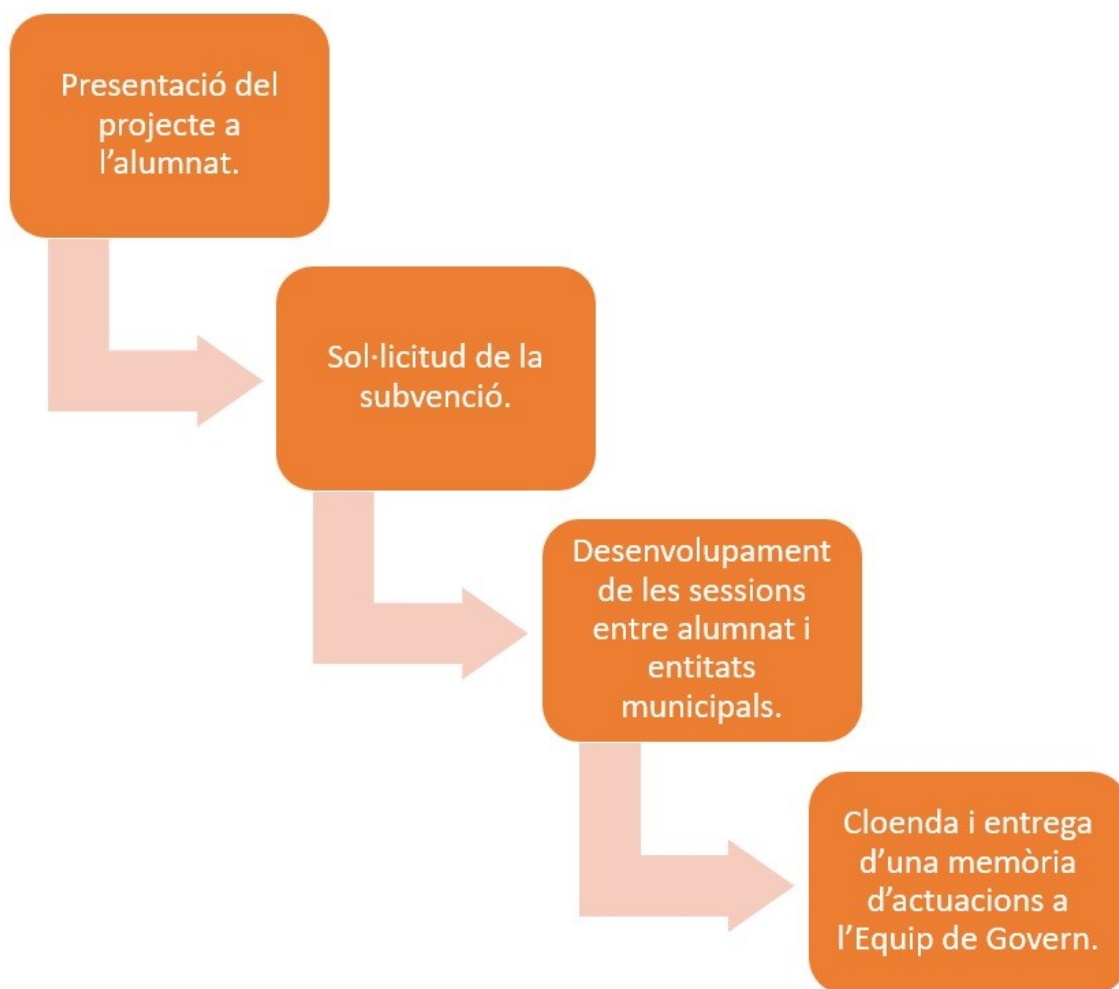 Presentació del
projecte a
l’alumnat.
Sol·licitud de la
subvenció.
Desenvolupament
de les sessions
entre alumnat i
entitats
municipals.
Cloenda i entrega
d’una memòria
d’actuacions a
l’Equip de Govern.